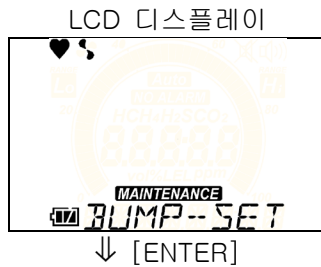 LCD 디스플레이
MAINTENANCE
BUMP--SET
⇓ [ENTER]